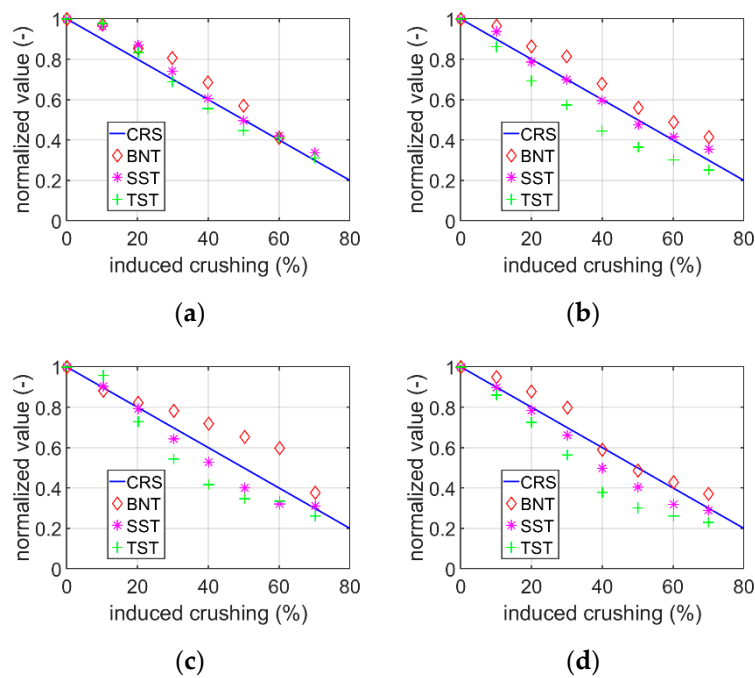 1
0.8
0.6
0.4
0.2
0
0 20 40 60 80
normalized value (-)
induced crushing (%)
CRS
BNT
SST
TST
(a)
1
0.8
0.6
0.4
0.2
0
0 20 40 60 80
normalized value (-)
induced crushing (%)
CRS
BNT
SST
TST
(b)
1
0.8
0.6
0.4
0.2
0
0 20 40 60 80
normalized value (-)
induced crushing (%)
CRS
BNT
SST
TST
(c)
1
0.8
0.6
0.4
0.2
0
0 20 40 60 80
normalized value (-)
induced crushing (%)
CRS
BNT
SST
TST
(d)